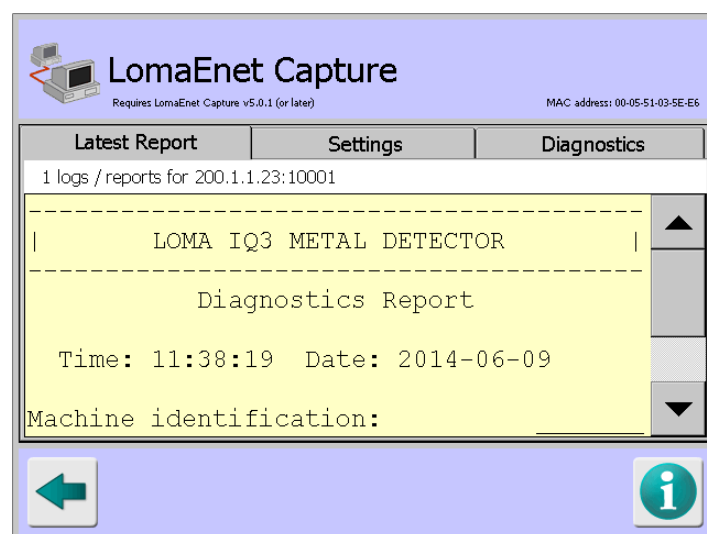 LomaEnet Capture
Requires LomaEnet Capture v5.0.1 (or later)
MAC address: 00-05-51-03-5E-E6
Latest Report
Settings
Diagnostics
1 logs / reports for 200.1.1.23:10001
-----------------------------------------
| LOMA IQ3 METAL DETECTOR |
-----------------------------------------
Diagnostics Report
Time: 11:38:19 Date: 2014-06-09
Machine identification: _______
i